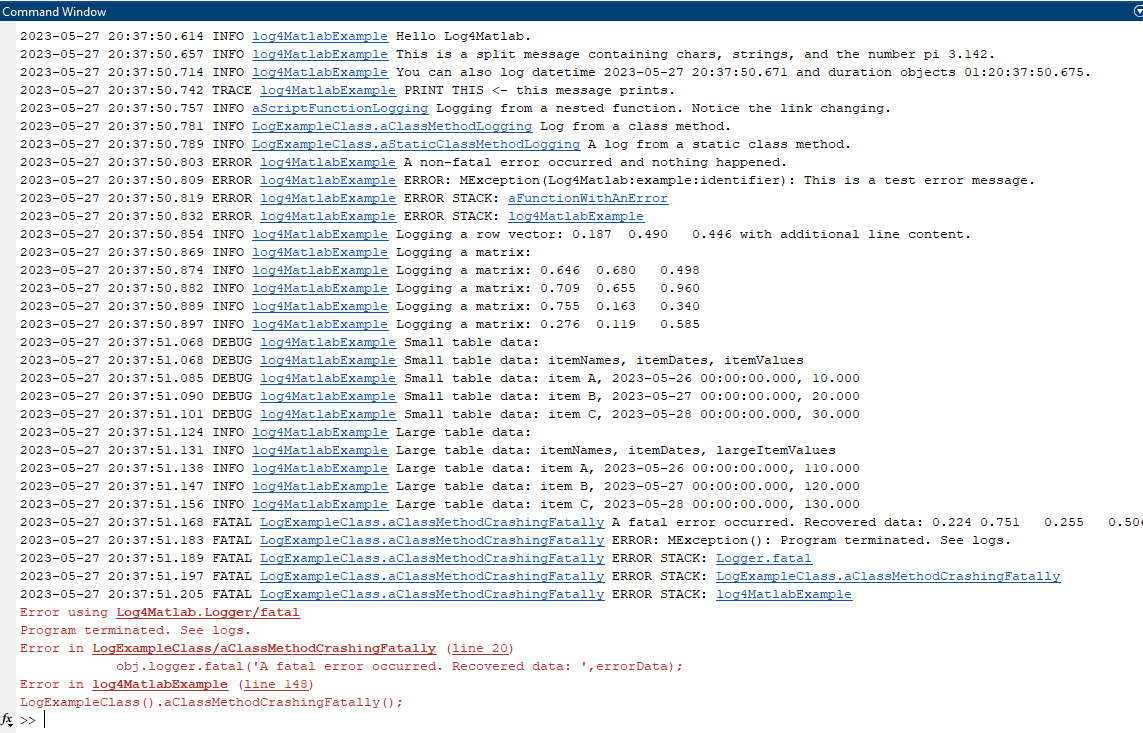 Command Window
2023-05-27 20:37:50.614 INFO log4MatlabExample Hello Log4Matlab.
2023-05-27 20:37:50.657 INFO log4MatlabExample This is a split message containing chars, strings, and the number pi 3.142.
2023-05-27 20:37:50.714 INFO log4MatlabExample You can also log datetime 2023-05-27 20:37:50.671 and duration objects 01:20:37:50.675.
2023-05-27 20:37:50.742 TRACE log4MatlabExample PRINT THIS <- this message prints.
2023-05-27 20:37:50.757 INFO aScriptFunctionLogging Logging from a nested function. Notice the link changing.
2023-05-27 20:37:50.781 INFO LogExampleClass.aClassMethodLogging Log from a class method.
2023-05-27 20:37:50.789 INFO LogExampleClass.aStaticClassMethodLogging A log from a static class method.
2023-05-27 20:37:50.803 ERROR log4MatlabExample A non-fatal error occurred and nothing happened.
2023-05-27 20:37:50.809 ERROR log4MatlabExample ERROR: MException(Log4Matlab:example:identifier): This is a test error message.
2023-05-27 20:37:50.819 ERROR log4MatlabExample ERROR STACK: aFunctionWithAnError
2023-05-27 20:37:50.832 ERROR log4MatlabExample ERROR STACK: log4MatlabExample
2023-05-27 20:37:50.854 INFO log4MatlabExample Logging a row vector: 0.187 0.490 0.446 with additional line content.
2023-05-27 20:37:50.869 INFO log4MatlabExample Logging a matrix:
2023-05-27 20:37:50.874 INFO log4MatlabExample Logging a matrix: 0.646 0.680 0.498
2023-05-27 20:37:50.882 INFO log4MatlabExample Logging a matrix: 0.709 0.655 0.960
2023-05-27 20:37:50.889 INFO log4MatlabExample Logging a matrix: 0.755 0.163 0.340
2023-05-27 20:37:50.897 INFO log4MatlabExample Logging a matrix: 0.276 0.119 0.585
2023-05-27 20:37:51.068 DEBUG log4MatlabExample Small table data:
2023-05-27 20:37:51.068 DEBUG log4MatlabExample Small table data: itemNames, itemDates, itemValues
2023-05-27 20:37:51.085 DEBUG log4MatlabExample Small table data: item A, 2023-05-26 00:00:00.000, 10.000
2023-05-27 20:37:51.090 DEBUG log4MatlabExample Small table data: item B, 2023-05-27 00:00:00.000, 20.000
2023-05-27 20:37:51.101 DEBUG log4MatlabExample Small table data: item C, 2023-05-28 00:00:00.000, 30.000
2023-05-27 20:37:51.124 INFO log4MatlabExample Large table data:
2023-05-27 20:37:51.131 INFO log4MatlabExample Large table data: itemNames, itemDates, largeItemValues
2023-05-27 20:37:51.138 INFO log4MatlabExample Large table data: item A, 2023-05-26 00:00:00.000, 110.000
2023-05-27 20:37:51.147 INFO log4MatlabExample Large table data: item B, 2023-05-27 00:00:00.000, 120.000
2023-05-27 20:37:51.156 INFO log4MatlabExample Large table data: item C, 2023-05-28 00:00:00.000, 130.000
2023-05-27 20:37:51.168 FATAL LogExampleClass.aClassMethodCrashingFatally A fatal error occurred. Recovered data: 0.224 0.751 0.255
2023-05-27 20:37:51.183 FATAL LogExampleClass.aClassMethodCrashingFatally ERROR: MException(): Program terminated. See logs.
2023-05-27 20:37:51.189 FATAL LogExampleClass.aClassMethodCrashingFatally ERROR STACK: Logger.fatal
2023-05-27 20:37:51.197 FATAL LogExampleClass.aClassMethodCrashingFatally ERROR STACK: LogExampleClass.aClassMethodCrashingFatally
2023-05-27 20:37:51.205 FATAL LogExampleClass.aClassMethodCrashingFatally ERROR STACK: log4MatlabExample
Error using Log4Matlab.Logger/fatal
Program terminated. See logs.
Error in LogExampleClass/aClassMethodCrashingFatally (line 20)
obj.logger.fatal('A fatal error occurred. Recovered data: ',errorData);
Error in log4MatlabExample (line 148)
LogExampleClass().aClassMethodCrashingFatally();
fx >>